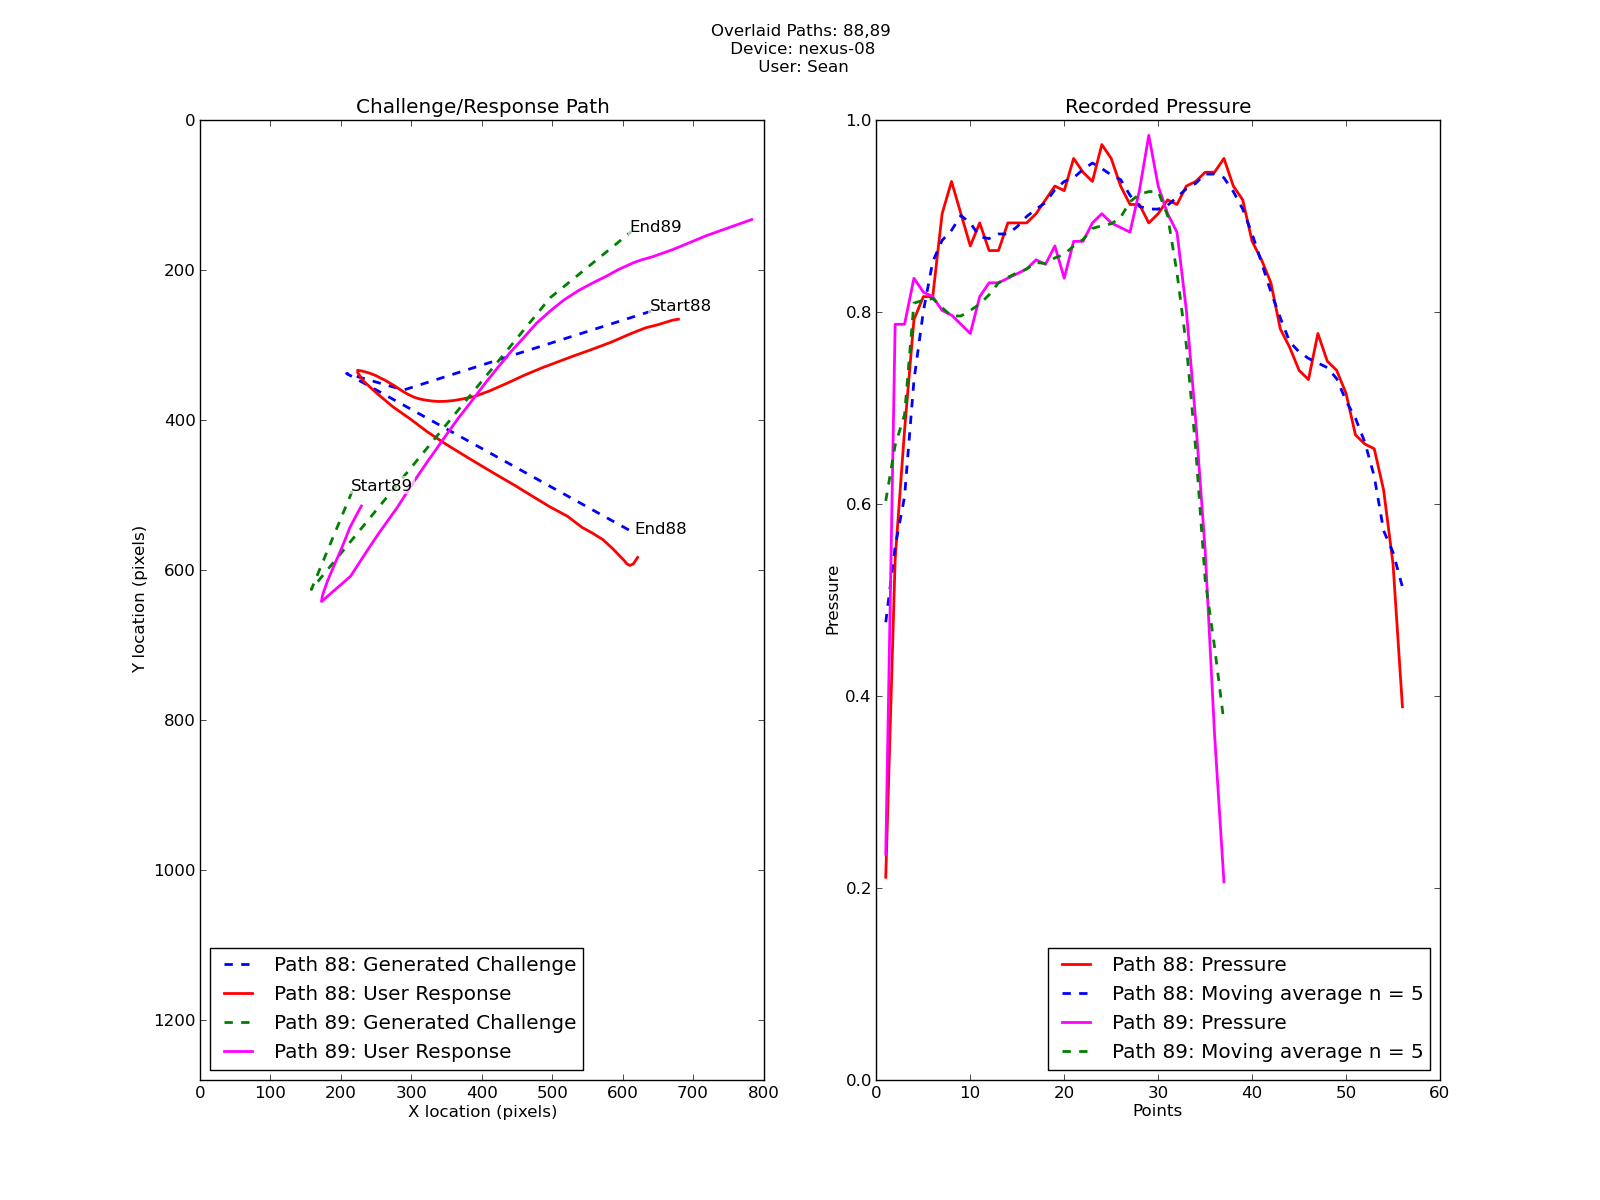 Overlaid Paths: 88,89
Device: nexus-08
User: Sean
Challenge/Response Path
0
200
400
600
800
1000
1200
Y location (pixels)
End89
Start88
Start89
End88
Path 88: Generated Challenge
Path 88: User Response
Path 89: Generated Challenge
Path 89: User Response
0 100 200 300 400 500 600 700 800
X location (pixels)
Recorded Pressure
1.0
0.8
0.6
0.4
0.2
0.0
Pressure
Path 88: Pressure
Path 88: Moving average n = 5
Path 89: Pressure
Path 89: Moving average n = 5
0 10 20 30 40 50 60
Points